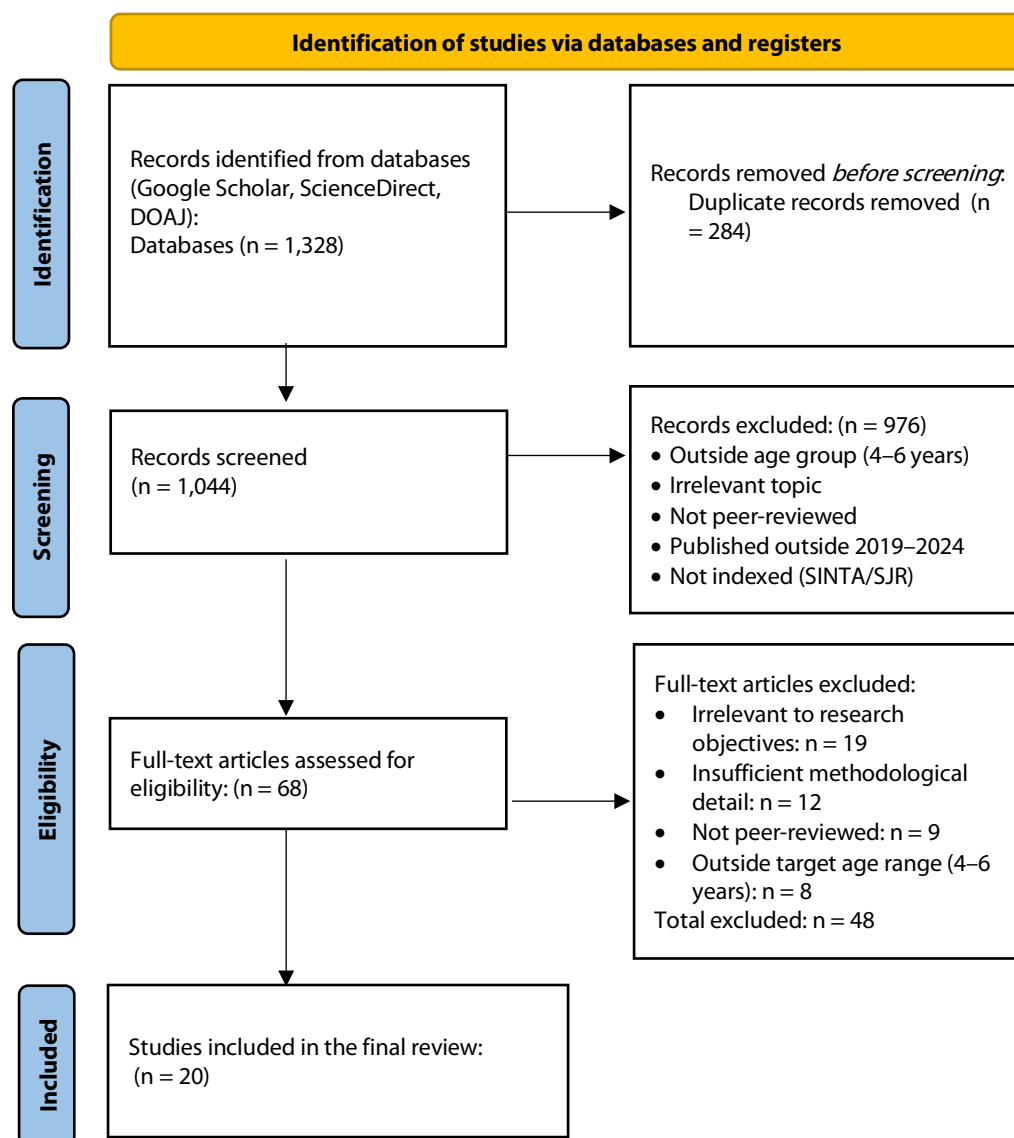 Identification of studies via databases and registers
Identification
Records identified from databases
(Google Scholar, ScienceDirect,
DOAJ):
Databases (n = 1,328)
Records removed before screening:
Duplicate records removed (n
= 284)
Screening
Records screened
(n = 1,044)
Records excluded: (n = 976)
• Outside age group (4–6 years)
• Irrelevant topic
• Not peer-reviewed
• Published outside 2019–2024
• Not indexed (SINTA/SJR)
Eligibility
Full-text articles assessed for
eligibility: (n = 68)
Full-text articles excluded:
• Irrelevant to research
objectives: n = 19
• Insufficient methodological
detail: n = 12
• Not peer-reviewed: n = 9
• Outside target age range (4–6
years): n = 8
Total excluded: n = 48
Included
Studies included in the final review:
(n = 20)